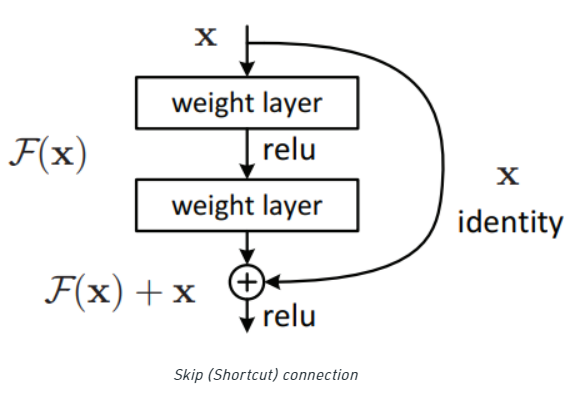 x
weight layer
relu
F(x)
x
weight layer
identity
F(x) + x
+
relu
Skip (Shortcut) connection